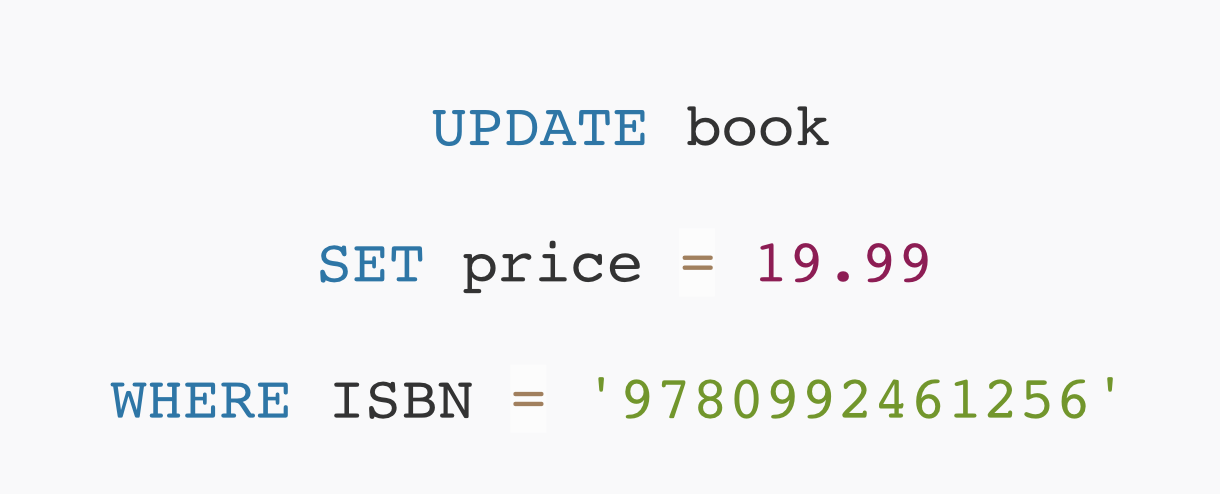 UPDATE book
SET price = 19.99
WHERE ISBN = '9780992461256'